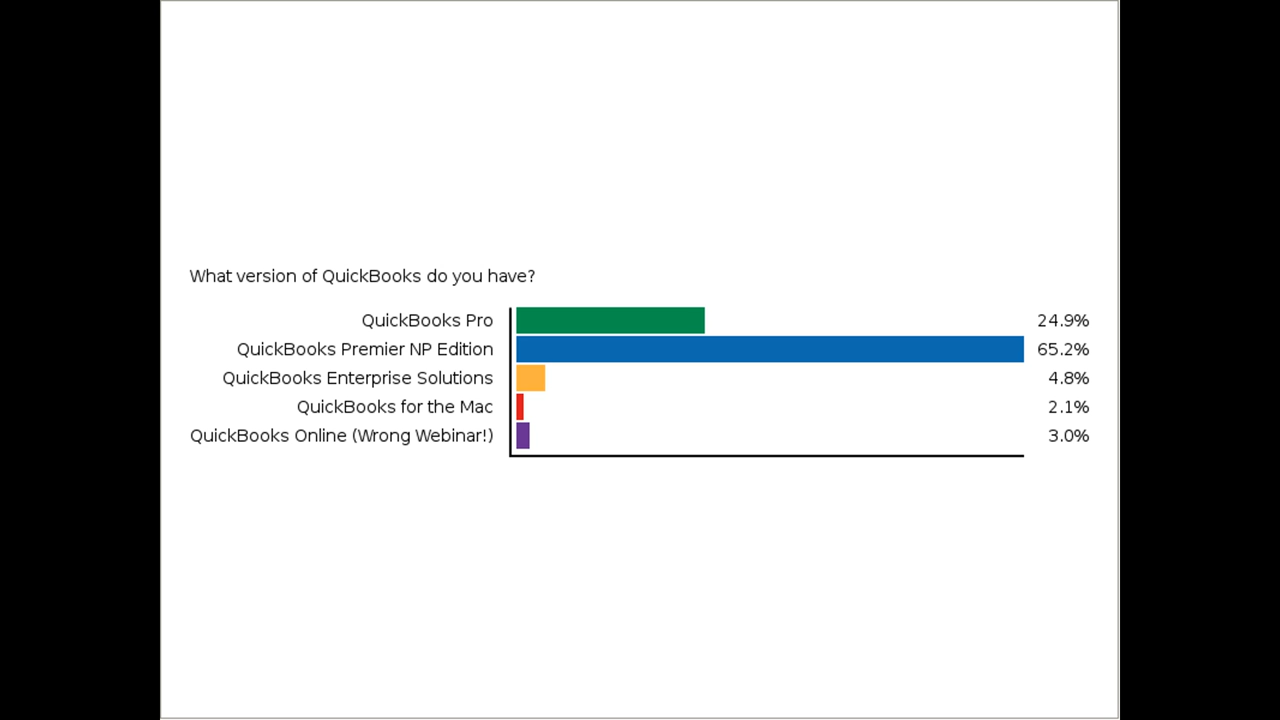 What version of QuickBooks do you have?
QuickBooks Pro 24.9%
QuickBooks Premier NP Edition 65.2%
QuickBooks Enterprise Solutions 4.8%
QuickBooks for the Mac 2.1%
QuickBooks Online (Wrong Webinar!) 3.0%